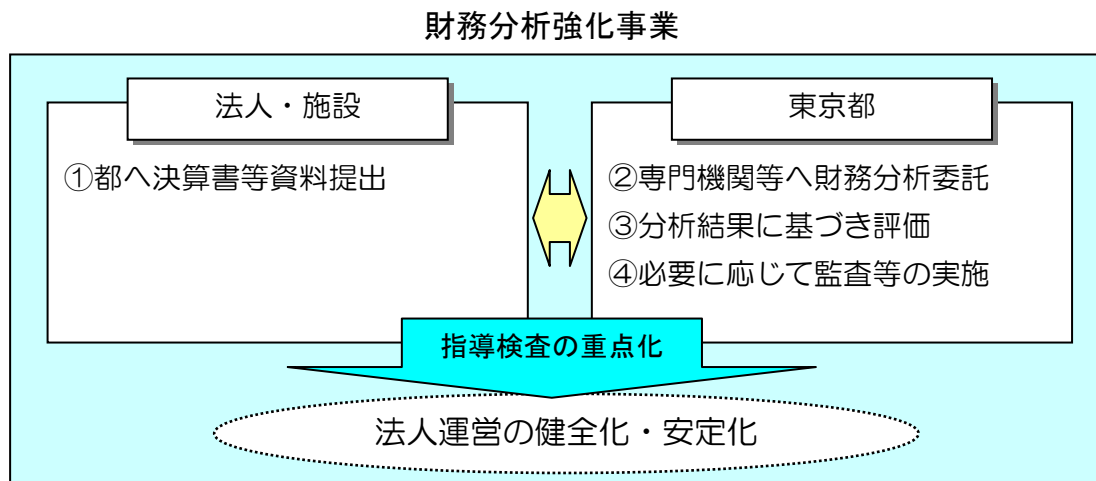 財務分析強化事業
法人・施設
①都へ決算書等資料提出
東京都
②専門機関等へ財務分析委託
③分析結果に基づき評価
④必要に応じて監査等の実施
指導検査の重点化
法人運営の健全化・安定化